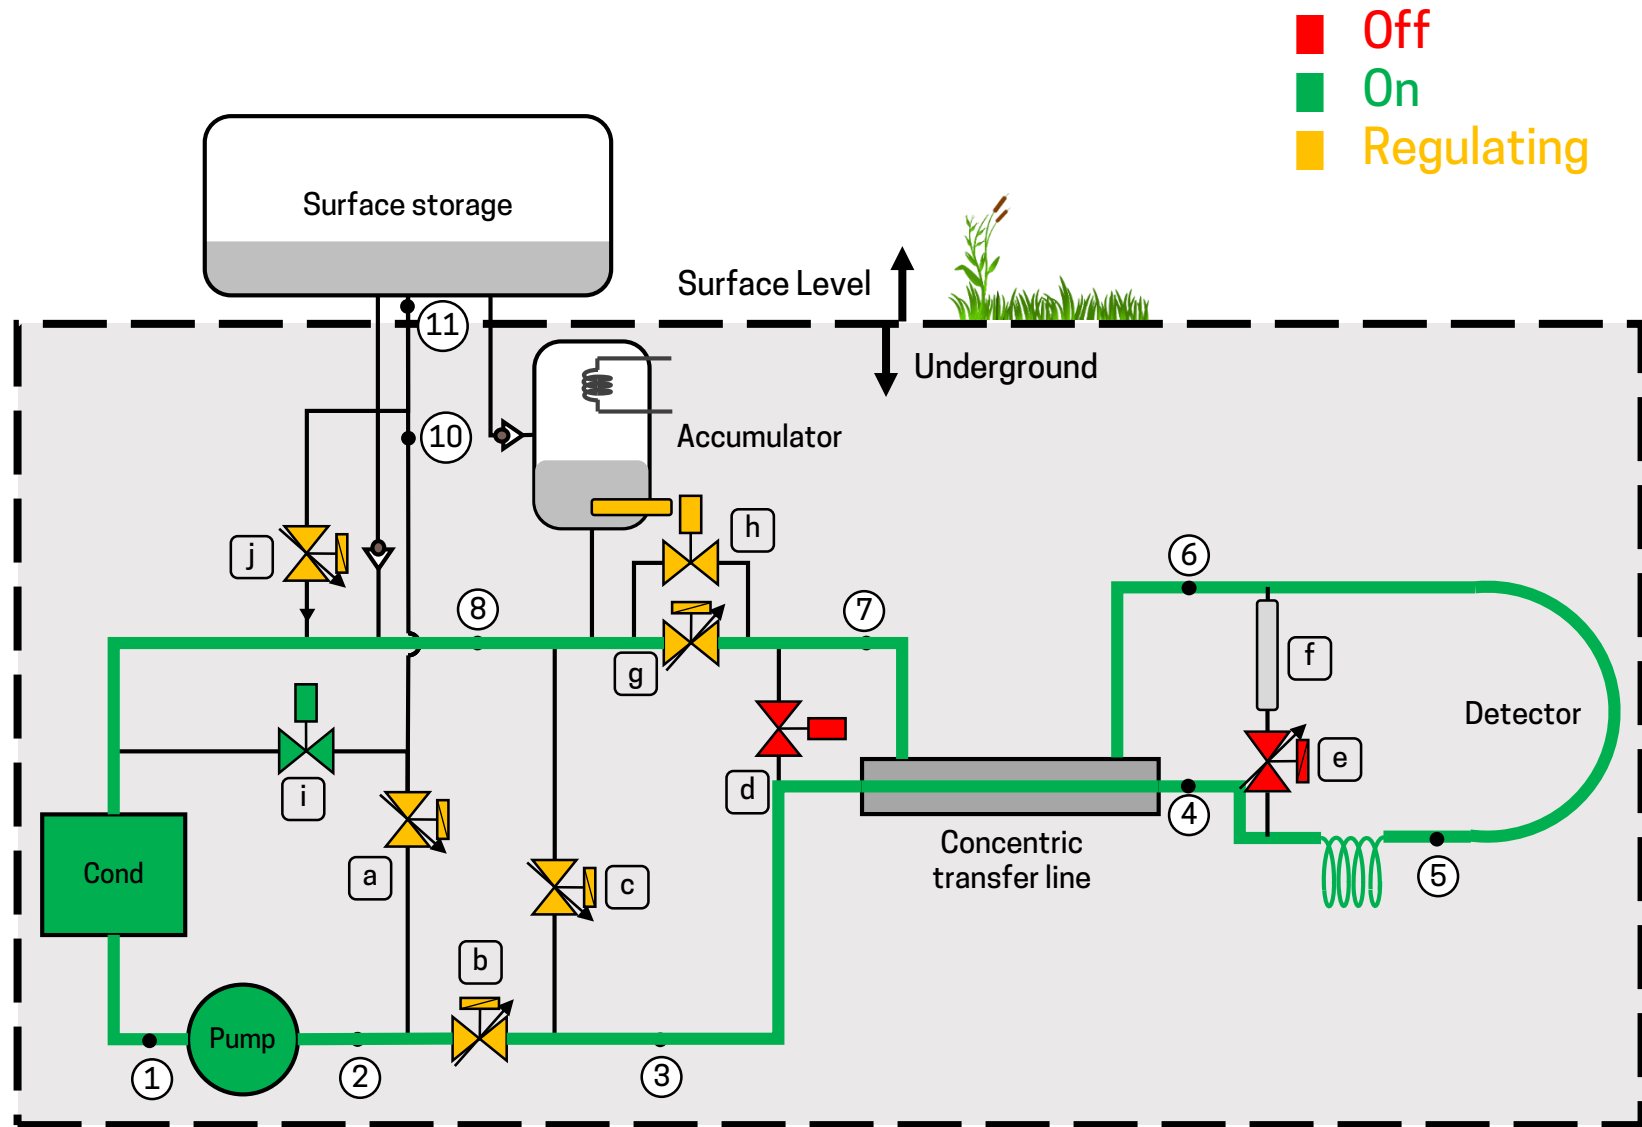 Off
On
Regulating
Surface storage
Surface Level
11
Underground
10
Accumulator
h
j
6
8
7
g
f
Detector
i
d
e
4
Concentric
transfer line
Cond
a
c
5
b
Pump
1
2
3